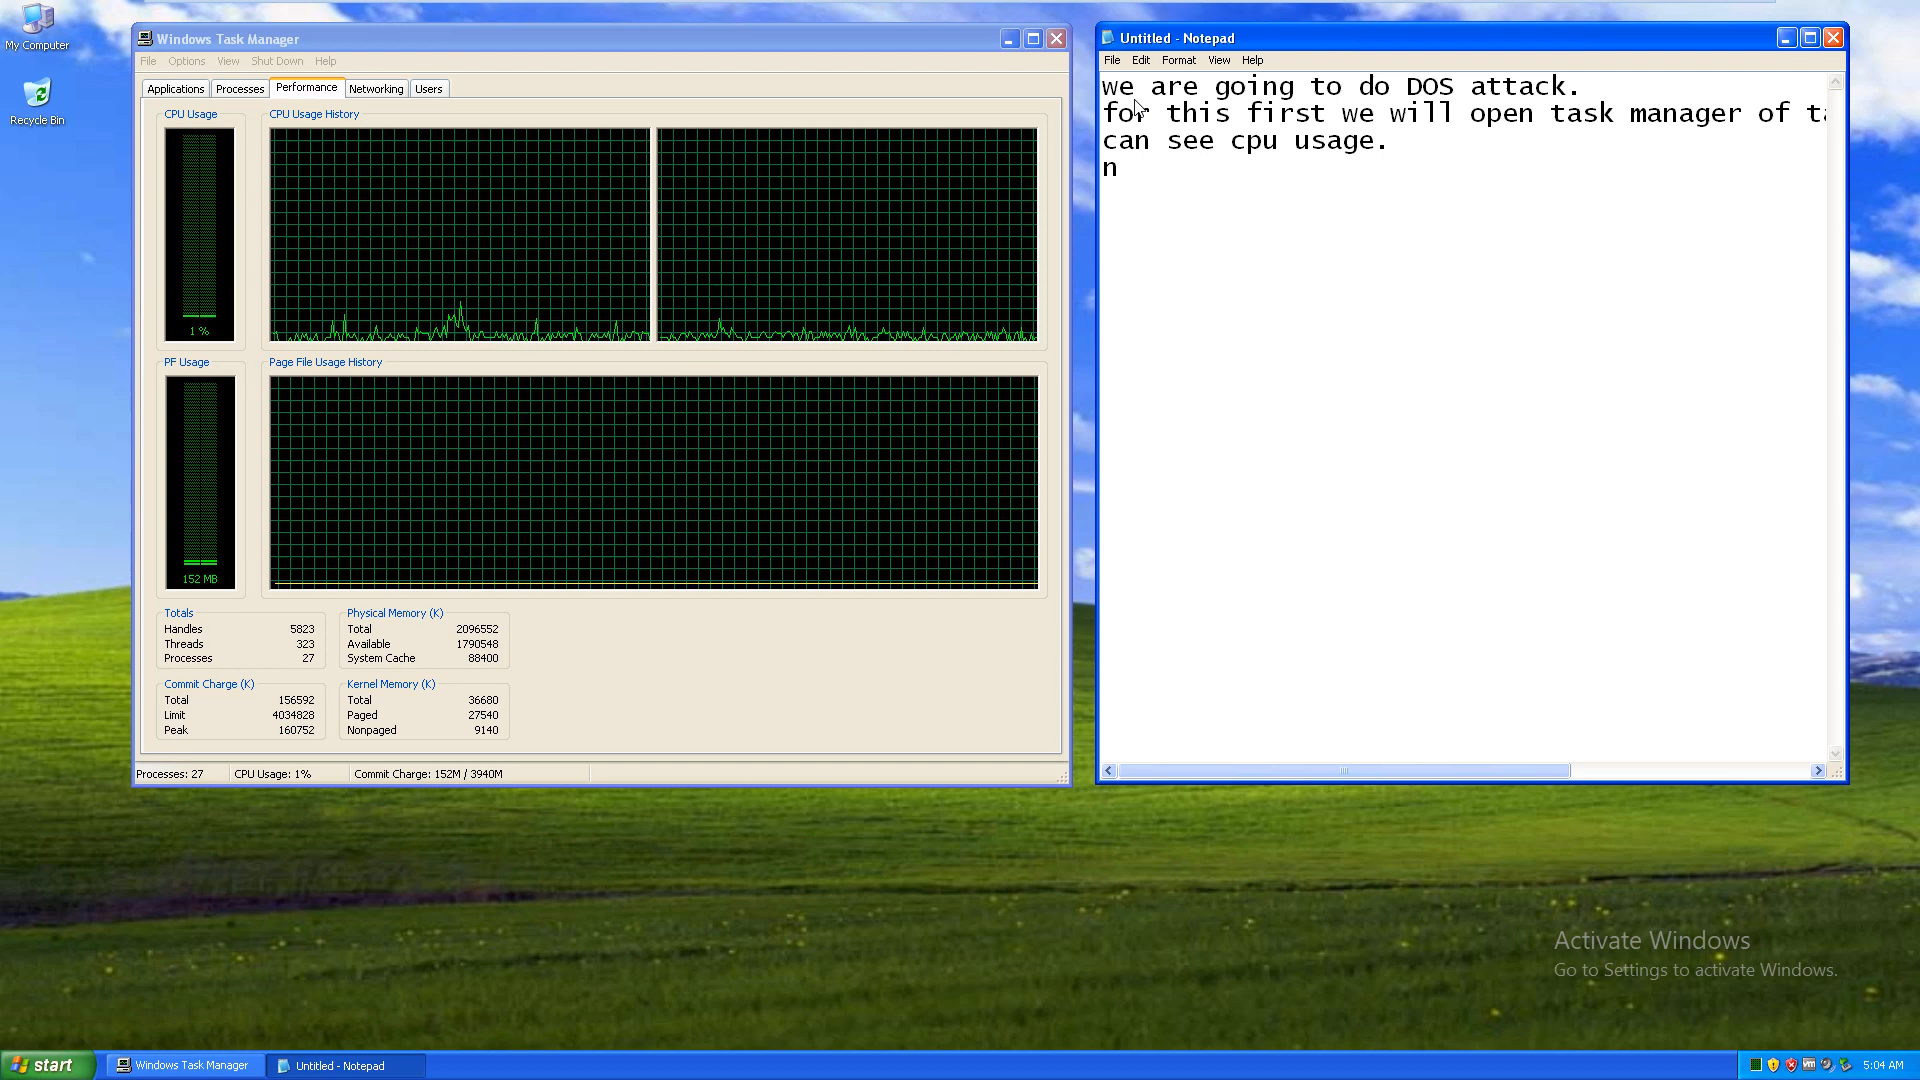 My Computer
Recycle Bin
Windows Task Manager
File Options View Shut Down Help
Applications Processes Performance Networking Users
CPU Usage
CPU Usage History
1 %
PF Usage
Page File Usage History
152 MB
Totals
Handles 5823
Threads 323
Processes 27
Physical Memory (K)
Total 2096552
Available 1790548
System Cache 88400
Commit Charge (K)
Total 156592
Limit 4034828
Peak 160752
Kernel Memory (K)
Total 36680
Paged 27540
Nonpaged 9140
Processes: 27 CPU Usage: 1% Commit Charge: 152M / 3940M
Untitled - Notepad
File Edit Format View Help
we are going to do DOS attack.
for this first we will open task manager of
can see cpu usage.
n
Activate Windows
Go to Settings to activate Windows.
start Windows Task Manager Untitled - Notepad vm 5:04 AM